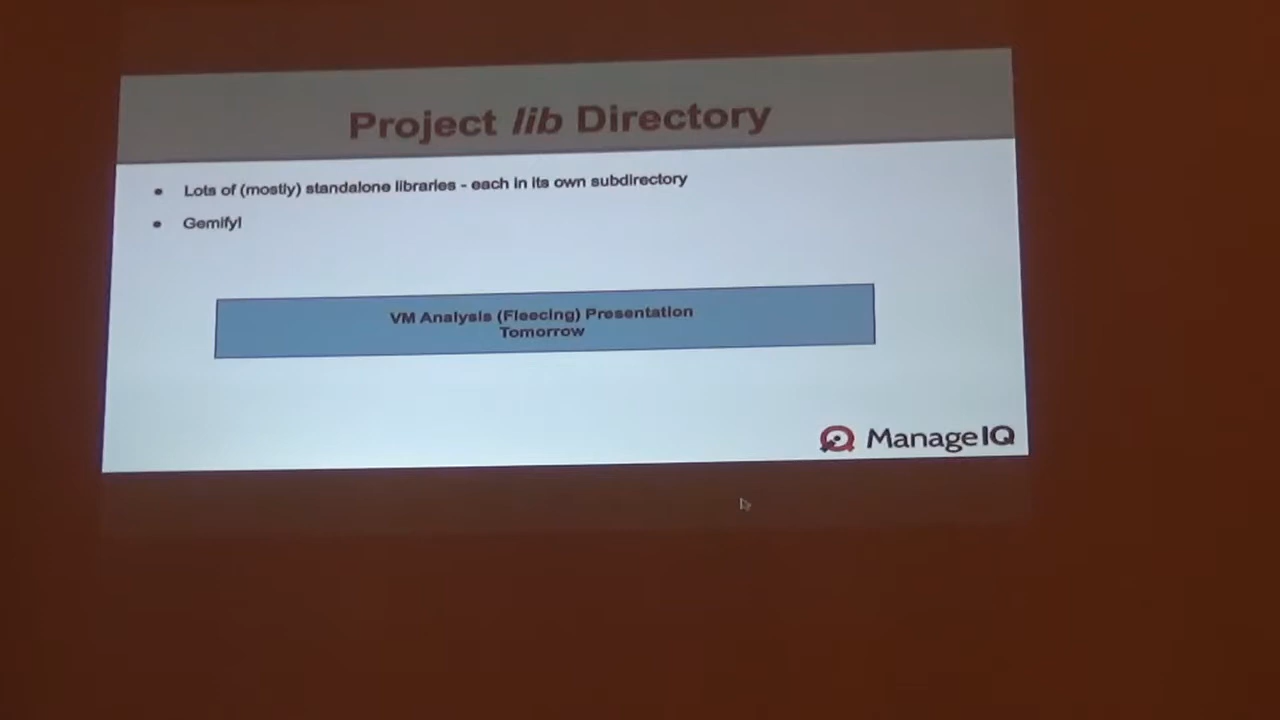 Project lib Directory
Lots of (mostly) standalone libraries - each in its own subdirectory
Gemify!
VM Analysis (Fleecing) Presentation
Tomorrow
ManageIQ